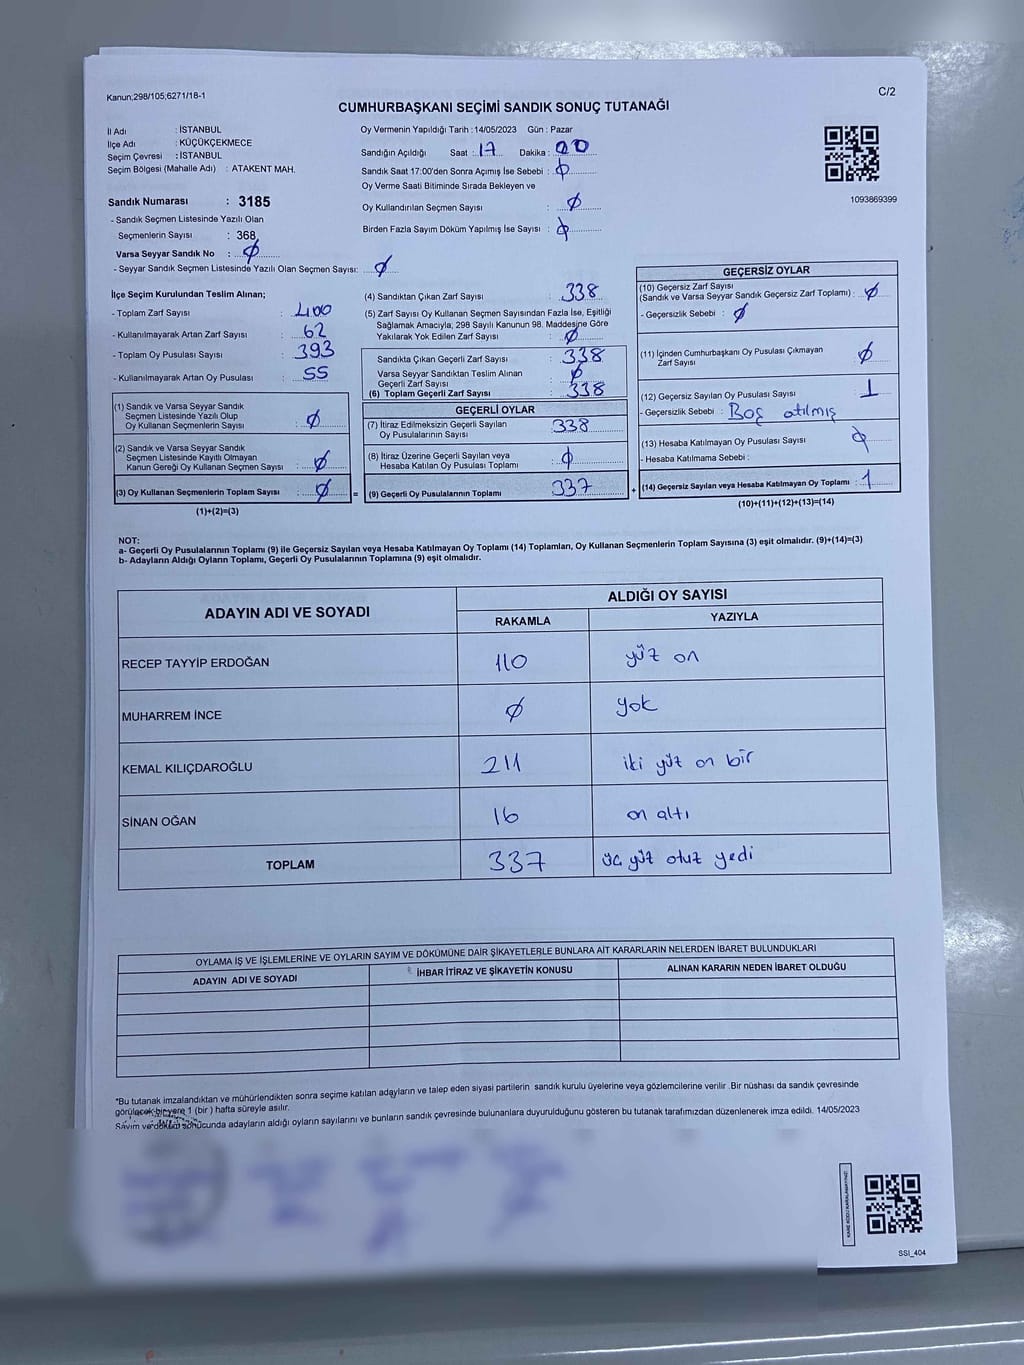 Kanun;298/105;6271/18-1
C/2
CUMHURBAŞKANI SEÇİMİ SANDIK SONUÇ TUTANAĞI
İl Adı : İSTANBUL
İlçe Adı : KÜÇÜKÇEKMECE
Seçim Çevresi : İSTANBUL
Seçim Bölgesi (Mahalle Adı) : ATAKENT MAH.
Sandık Numarası : 3185
- Sandık Seçmen Listesinde Yazılı Olan
Seçmenlerin Sayısı : 368
Varsa Seyyar Sandık No : Ø
- Seyyar Sandık Seçmen Listesinde Yazılı Olan Seçmen Sayısı: Ø
Oy Vermenin Yapıldığı Tarih : 14/05/2023 Gün : Pazar
Sandığın Açıldığı Saat : 17 Dakika : 00
Sandık Saat 17:00'den Sonra Açımış İse Sebebi : Ø
Oy Verme Saati Bitiminde Sırada Bekleyen ve
Oy Kullandırılan Seçmen Sayısı : Ø
Birden Fazla Sayım Döküm Yapılmış İse Sayısı : Ø
1093869399
İlçe Seçim Kurulundan Teslim Alınan;
- Toplam Zarf Sayısı : 400
- Kullanılmayarak Artan Zarf Sayısı : 62
- Toplam Oy Pusulası Sayısı : 393
- Kullanılmayarak Artan Oy Pusulası : 55
(1) Sandık ve Varsa Seyyar Sandık
Seçmen Listesinde Yazılı Olup
Oy Kullanan Seçmenlerin Sayısı : Ø
(2) Sandık ve Varsa Seyyar Sandık
Seçmen Listesinde Kayıtlı Olmayan
Kanun Gereği Oy Kullanan Seçmen Sayısı : Ø
(3) Oy Kullanan Seçmenlerin Toplam Sayısı : Ø
(1)+(2)=(3)
=
(4) Sandıktan Çıkan Zarf Sayısı : 338
(5) Zarf Sayısı Oy Kullanan Seçmen Sayısından Fazla İse, Eşitliği
Sağlamak Amacıyla, 298 Sayılı Kanunun 98. Maddesine Göre
Yakılarak Yok Edilen Zarf Sayısı : Ø
Sandıkta Çıkan Geçerli Zarf Sayısı : 338
Varsa Seyyar Sandıktan Teslim Alınan
Geçerli Zarf Sayısı : Ø
(6) Toplam Geçerli Zarf Sayısı : 338
GEÇERLİ OYLAR
(7) İtiraz Edilmeksizin Geçerli Sayılan
Oy Pusulalarının Sayısı : 338
(8) İtiraz Üzerine Geçerli Sayılan veya
Hesaba Katılan Oy Pusulası Toplamı : Ø
(9) Geçerli Oy Pusulalarının Toplamı : 337
+
GEÇERSİZ OYLAR
(10) Geçersiz Zarf Sayısı
(Sandık ve Varsa Seyyar Sandık Geçersiz Zarf Toplamı) : Ø
- Geçersizlik Sebebi : Ø
(11) İçinden Cumhurbaşkanı Oy Pusulası Çıkmayan
Zarf Sayısı : Ø
(12) Geçersiz Sayılan Oy Pusulası Sayısı : 1
- Geçersizlik Sebebi : Boş atılmış
(13) Hesaba Katılmayan Oy Pusulası Sayısı : Ø
- Hesaba Katılmama Sebebi :
(14) Geçersiz Sayılan veya Hesaba Katılmayan Oy Toplamı : 1
(10)+(11)+(12)+(13)=(14)
NOT:
a- Geçerli Oy Pusulalarının Toplamı (9) ile Geçersiz Sayılan veya Hesaba Katılmayan Oy Toplamı (14) Toplamları, Oy Kullanan Seçmenlerin Toplam Sayısına (3) eşit olmalıdır. (9)+(14)=(3)
b- Adayların Aldığı Oyların Toplamı, Geçerli Oy Pusulalarının Toplamına (9) eşit olmalıdır.
ADAYIN ADI VE SOYADI ALDIĞI OY SAYISI
RAKAMLA YAZIYLA
RECEP TAYYİP ERDOĞAN 110 yüz on
MUHARREM İNCE Ø yok
KEMAL KILIÇDAROĞLU 211 iki yüz on bir
SİNAN OĞAN 16 on altı
TOPLAM 337 üç yüz otuz yedi
OYLAMA İŞ VE İŞLEMLERİNE VE OYLARIN SAYIM VE DÖKÜMÜNE DAİR ŞİKAYETLERLE BUNLARA AİT KARARLARIN NELERDEN İBARET BULUNDUKLARI
ADAYIN ADI VE SOYADI İHBAR İTİRAZ VE ŞİKAYETİN KONUSU ALINAN KARARIN NEDEN İBARET OLDUĞU
*Bu tutanak imzalandıktan ve mühürlendikten sonra seçime katılan adayların ve talep eden siyasi partilerin sandık kurulu üyelerine veya gözlemcilerine verilir .Bir nüshası da sandık çevresinde
görülecek bir yere 1 (bir ) hafta süreyle asılır.
Sayım ve döküm sonucunda adayların aldığı oyların sayılarını ve bunların sandık çevresinde bulunanlara duyurulduğunu gösteren bu tutanak tarafımızdan düzenlenerek imza edildi. 14/05/2023
SSI_404